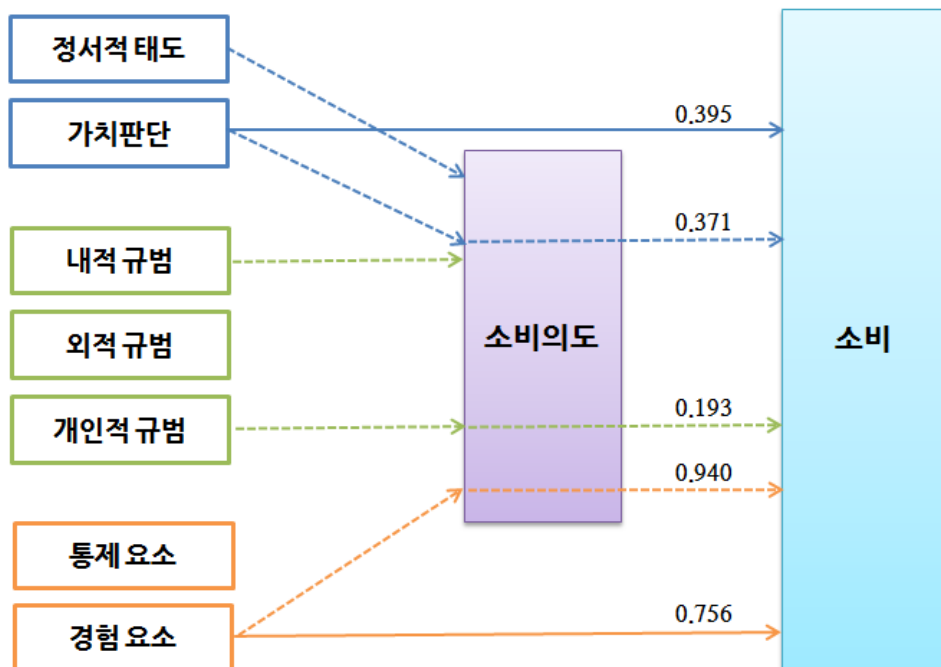 정서적 태도
가치판단
0.395
0.371
내적 규범
외적 규범
소비의도
소비
개인적 규범
0.193
0.940
통제 요소
경험 요소
0.756